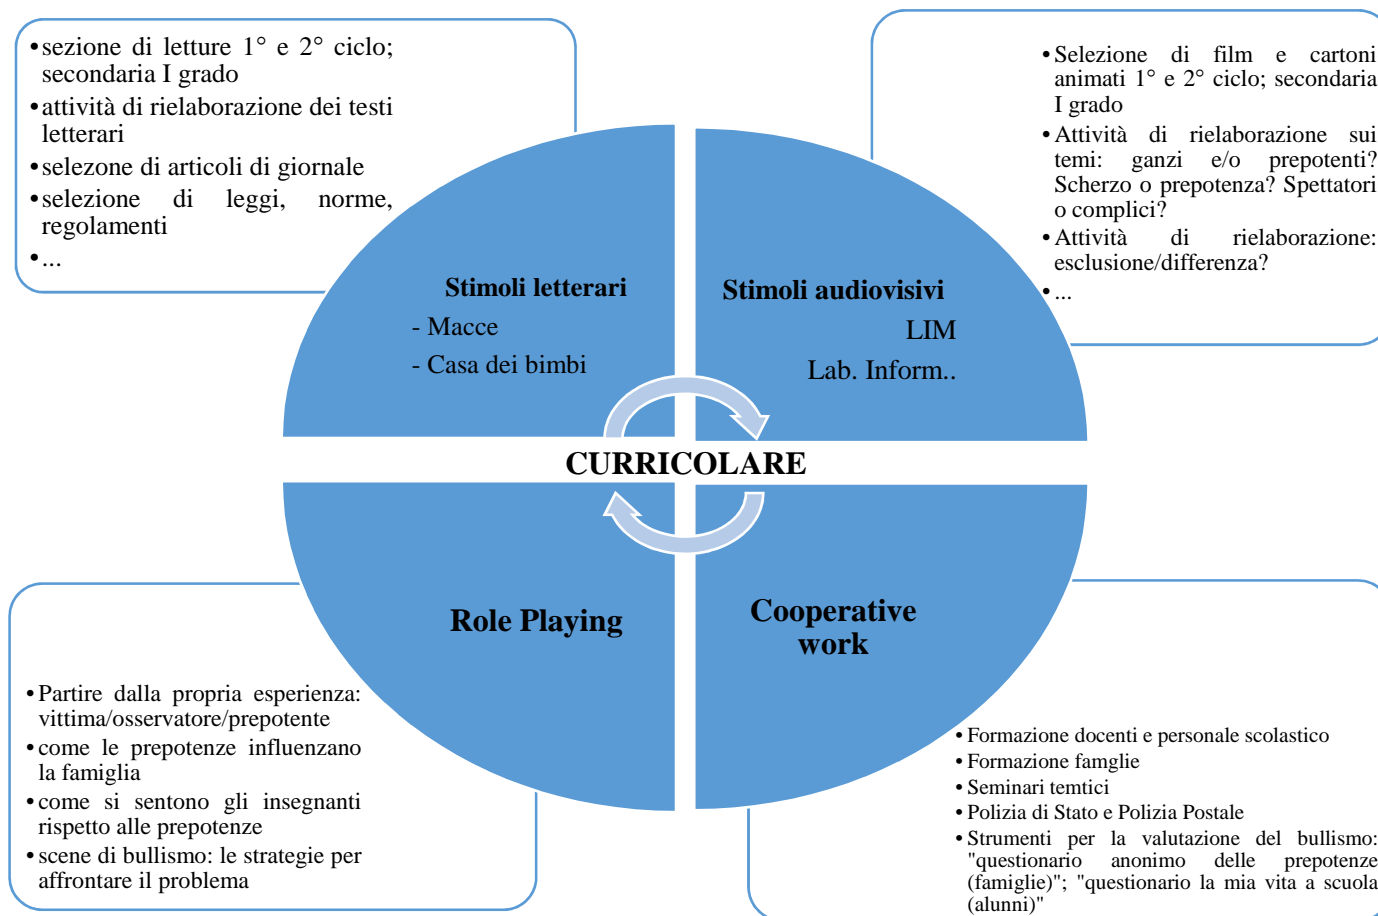 •sezione di letture 1° e 2° ciclo;
secondaria I grado
•attività di rielaborazione dei testi
letterari
•selezone di articoli di giornale
•selezione di leggi, norme,
regolamenti
•...
•Selezione di film e cartoni
animati 1° e 2° ciclo; secondaria
I grado
•Attività di rielaborazione sui
temi: ganzi e/o prepotenti?
Scherzo o prepotenza? Spettatori
o complici?
•Attività di rielaborazione:
esclusione/differenza?
•...
Stimoli letterari
- Macce
- Casa dei bimbi
Stimoli audiovisivi
LIM
Lab. Inform..
CURRICOLARE
Role Playing
Cooperative
work
•Partire dalla propria esperienza:
vittima/osservatore/prepotente
•come le prepotenze influenzano
la famiglia
•come si sentono gli insegnanti
rispetto alle prepotenze
•scene di bullismo: le strategie per
affrontare il problema
•Formazione docenti e personale scolastico
•Formazione famglie
•Seminari temtici
•Polizia di Stato e Polizia Postale
•Strumenti per la valutazione del bullismo:
"questionario anonimo delle prepotenze
(famiglie)"; "questionario la mia vita a scuola
(alunni)"